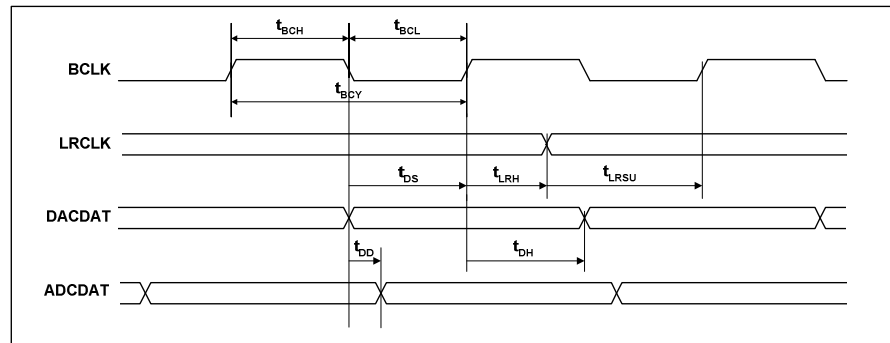 tBCH tBCL
BCLK
tBCY
LRCLK
tDS tLRH tLRSU
DACDAT
tDD tDH
ADCDAT